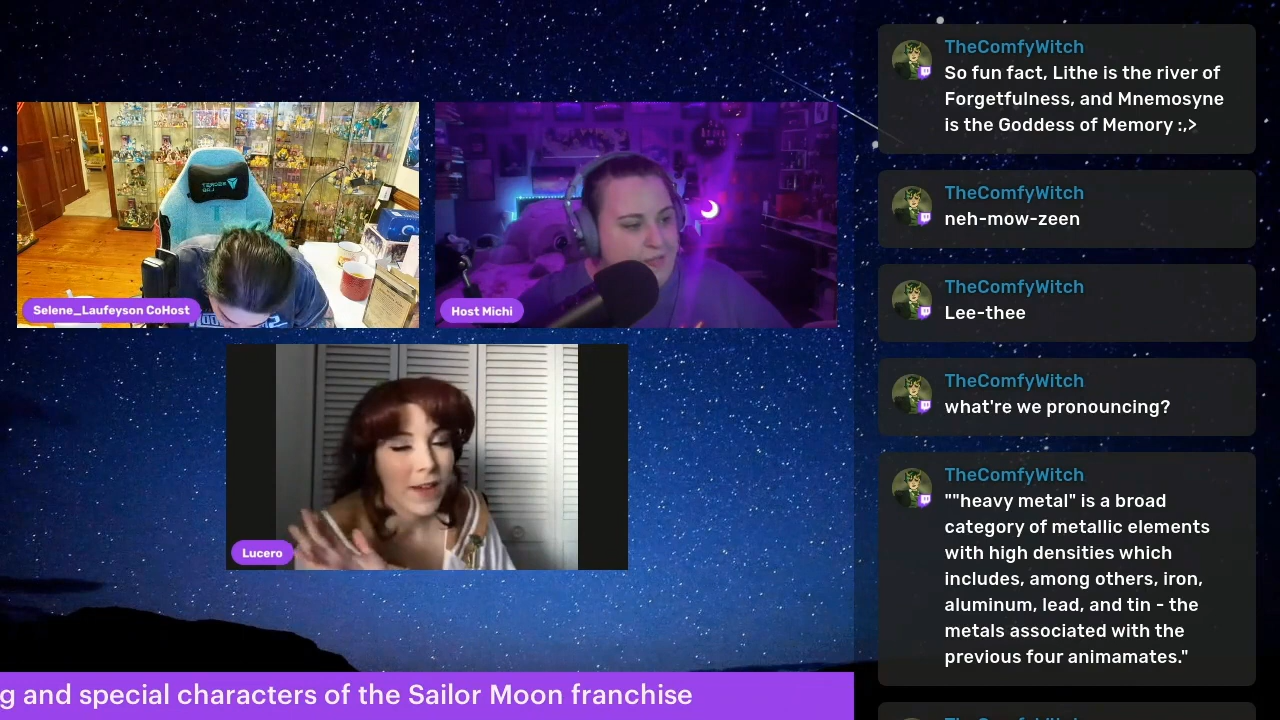 Selene_Laufeyson CoHost
Host Michi
Lucero
g and special characters of the Sailor Moon franchise
TheComfyWitch
So fun fact, Lithe is the river of
Forgetfulness, and Mnemosyne
is the Goddess of Memory :,>
TheComfyWitch
neh-mow-zeen
TheComfyWitch
Lee-thee
TheComfyWitch
what're we pronouncing?
TheComfyWitch
""heavy metal" is a broad
category of metallic elements
with high densities which
includes, among others, iron,
aluminum, lead, and tin - the
metals associated with the
previous four animamates."